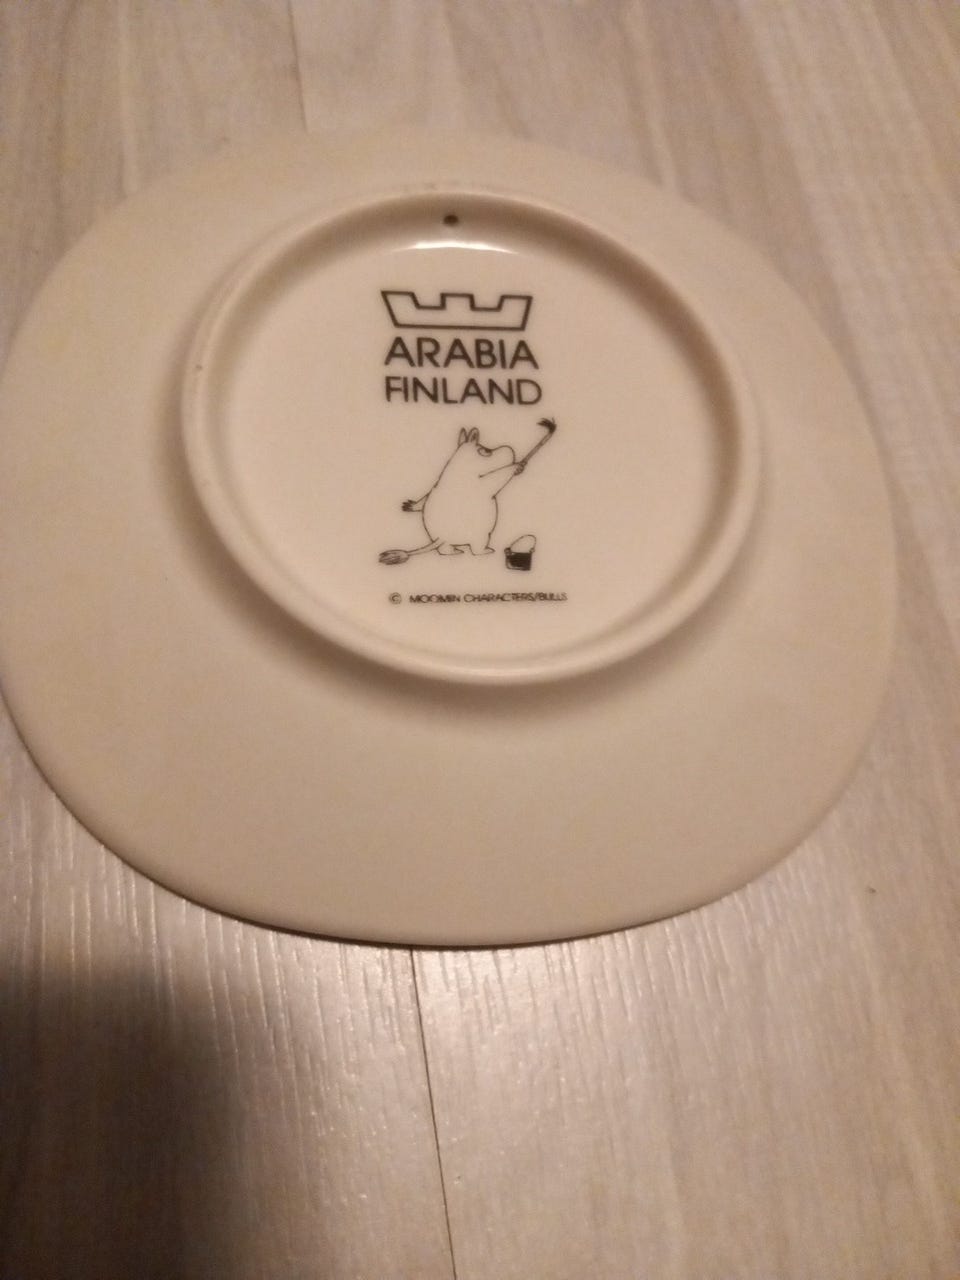 ARABIA
FINLAND
© MOOMIN CHARACTERS/BULLS